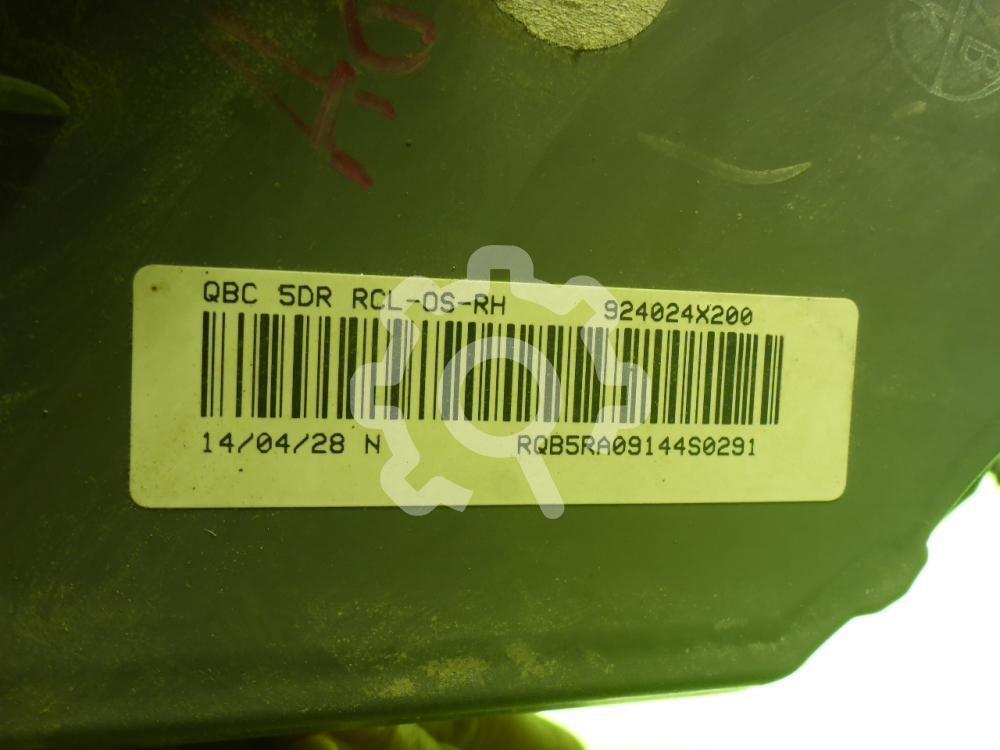 QBC 5DR RCL-OS-RH 924024X200
14/04/28 N RQB5RA09144S0291